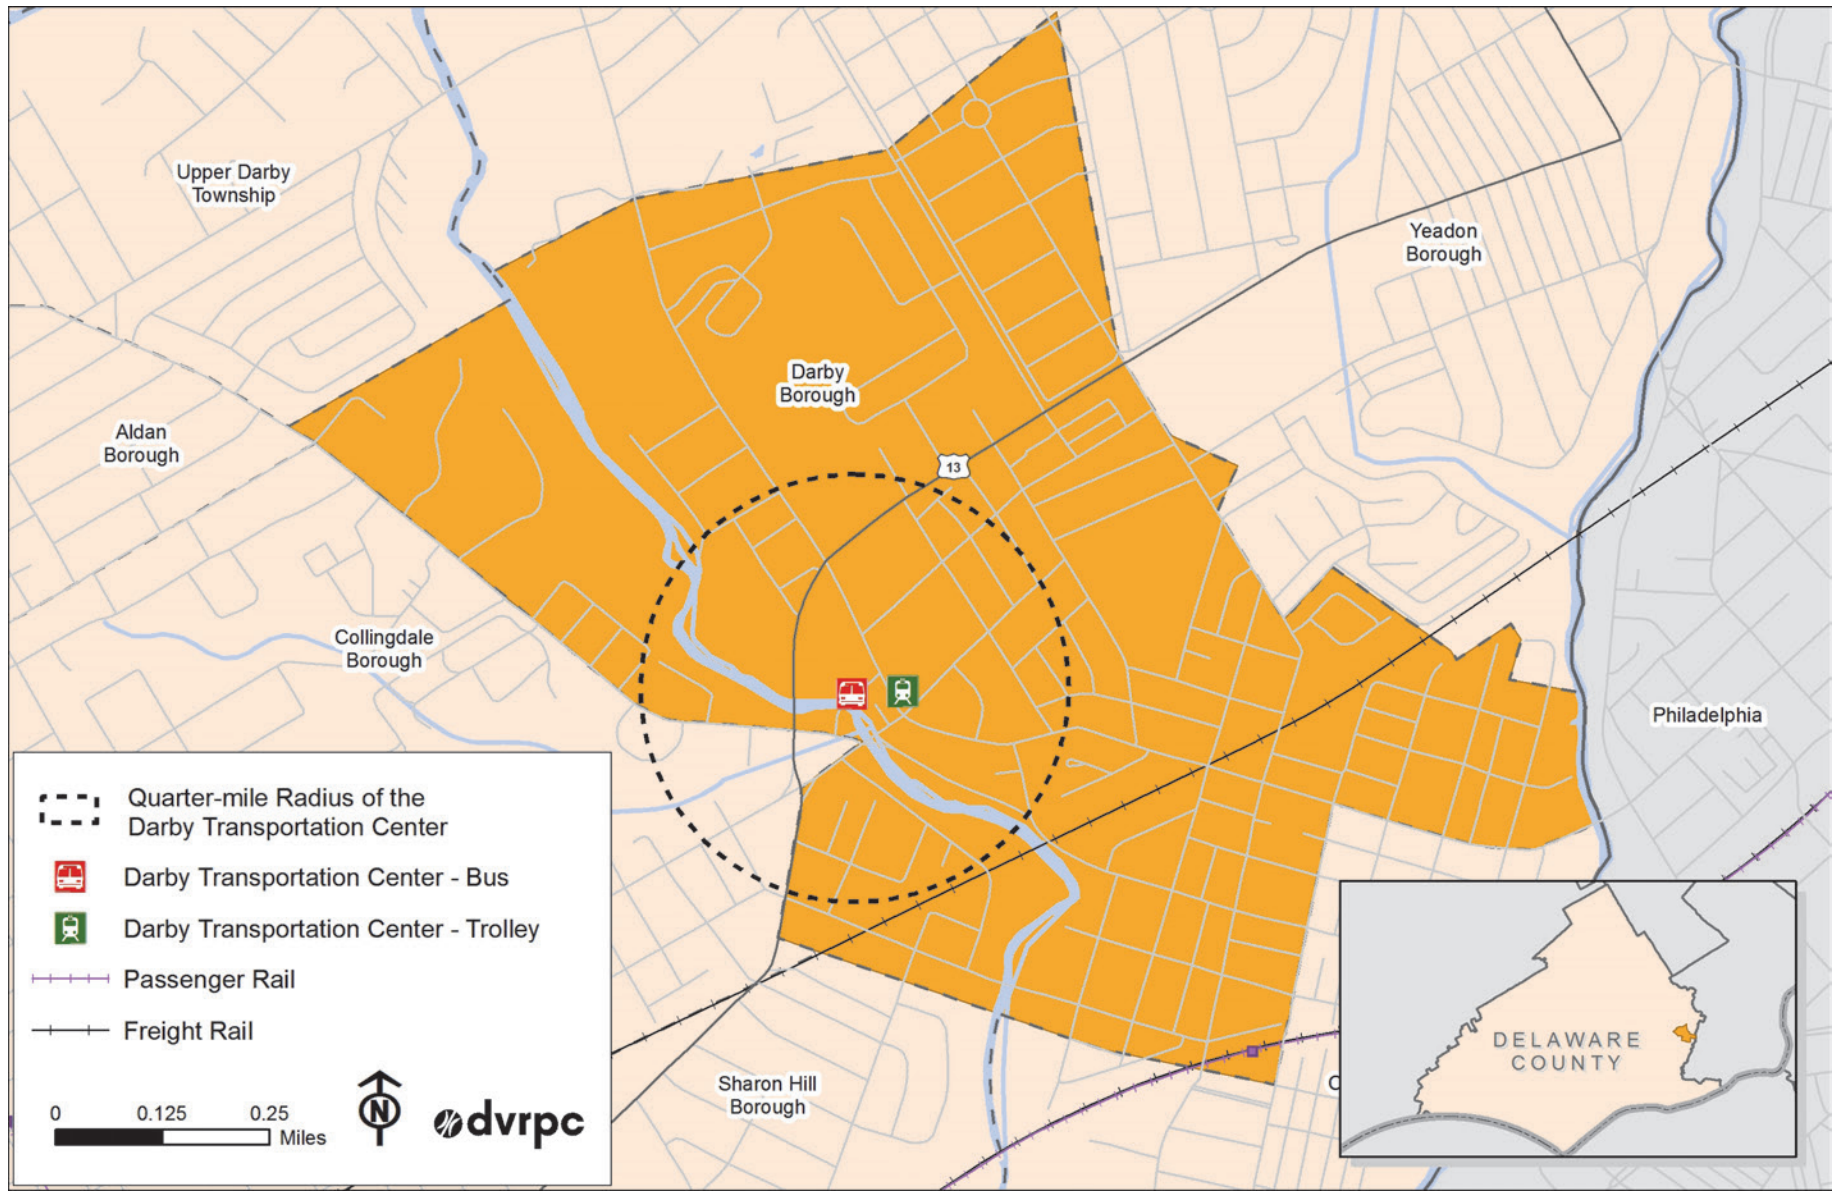 Upper Darby
Township
Yeadon
Borough
Darby
Borough
Aldan
Borough
13
Collingdale
Borough
Philadelphia
Quarter-mile Radius of the
Darby Transportation Center
Darby Transportation Center - Bus
Darby Transportation Center - Trolley
Passenger Rail
Freight Rail
0 0.125 0.25
Miles
N
dvrpc
Sharon Hill
Borough
C
DELAWARE
COUNTY